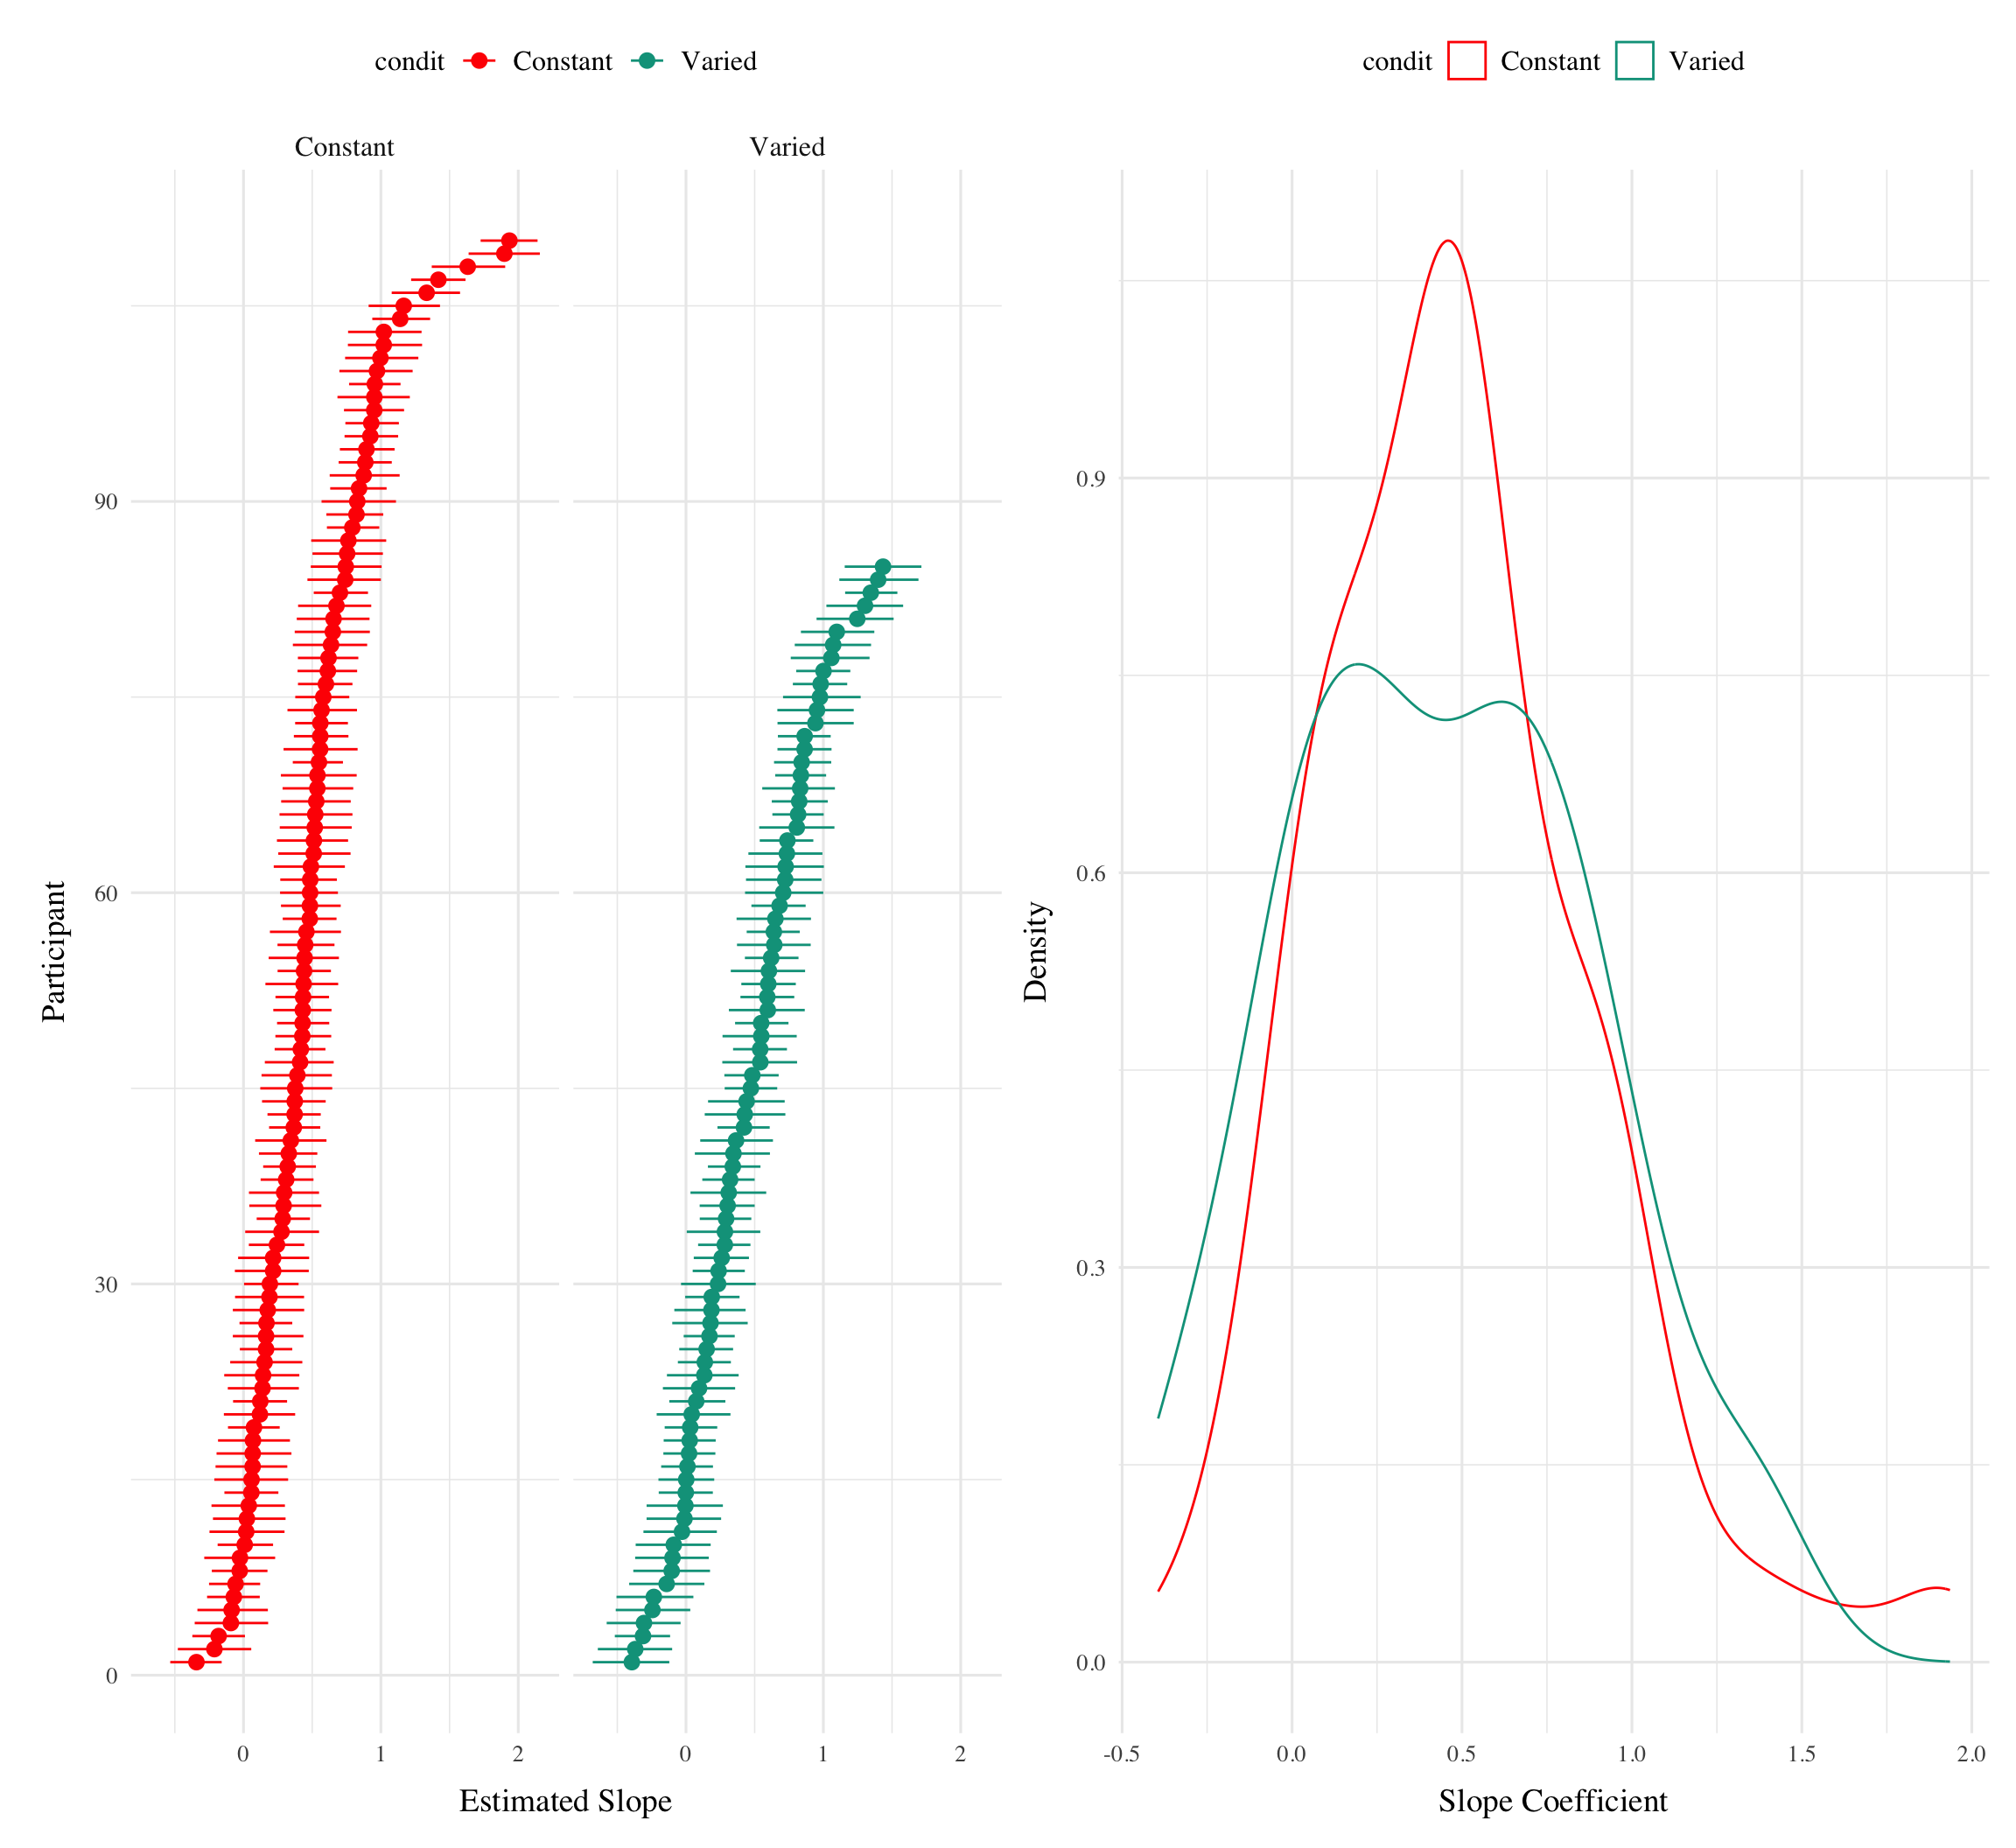 condit Constant Varied
Constant Varied
90
60
30
0
Participant
0 1 2 0 1 2
Estimated Slope
condit Constant Varied
0.9
0.6
0.3
0.0
Density
-0.5 0.0 0.5 1.0 1.5 2.0
Slope Coefficient